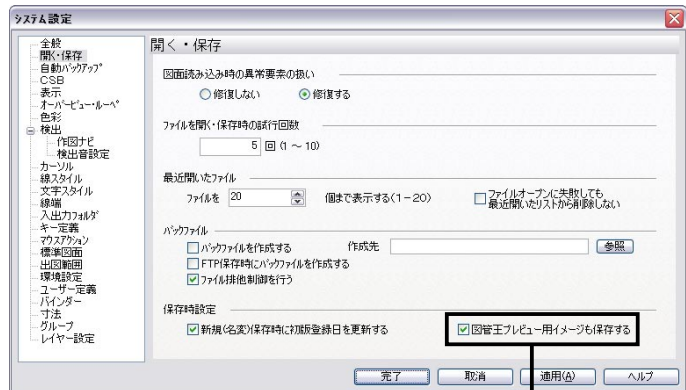 システム設定
全般
開く・保存
自動バックアップ
CSB
表示
オーバービュー・ルーペ
色彩
検出
作図ナビ
検出音設定
カーソル
線スタイル
文字スタイル
線端
入出力フォルダ
キー定義
マウスアクション
標準図面
出図範囲
環境設定
ユーザー定義
バインダー
寸法
グループ
レイヤー設定
開く・保存
図面読み込み時の異常要素の扱い
修復しない 修復する
ファイルを開く・保存時の試行回数
5 回 (1 ～ 10)
最近開いたファイル
ファイルを 20 個まで表示する(1-20) ファイルオープンに失敗しても
最近開いたリストから削除しない
バックファイル
バックファイルを作成する 作成先 参照
FTP保存時にバックファイルを作成する
ファイル排他制御を行う
保存時設定
新規(名変)保存時に初版登録日を更新する 図管王プレビュー用イメージも保存する
完了 取消 適用(A) ヘルプ